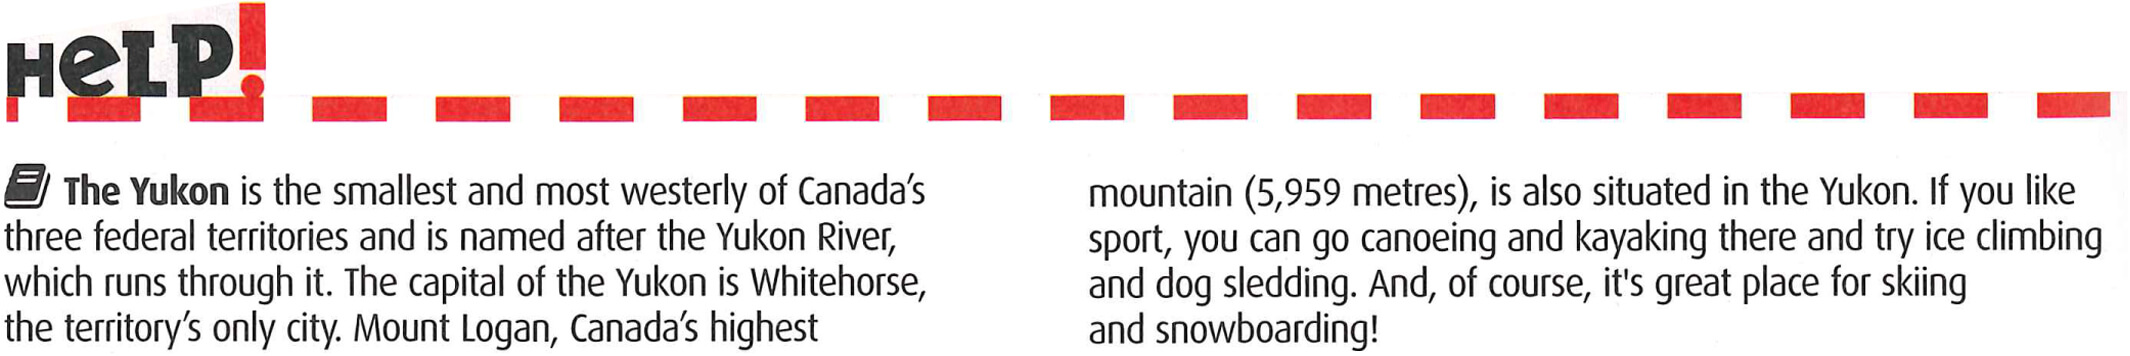 HeLP!
The Yukon is the smallest and most westerly of Canada's
three federal territories and is named after the Yukon River,
which runs through it. The capital of the Yukon is Whitehorse,
the territory's only city. Mount Logan, Canada's highest
mountain (5,959 metres), is also situated in the Yukon. If you like
sport, you can go canoeing and kayaking there and try ice climbing
and dog sledding. And, of course, it's great place for skiing
and snowboarding!